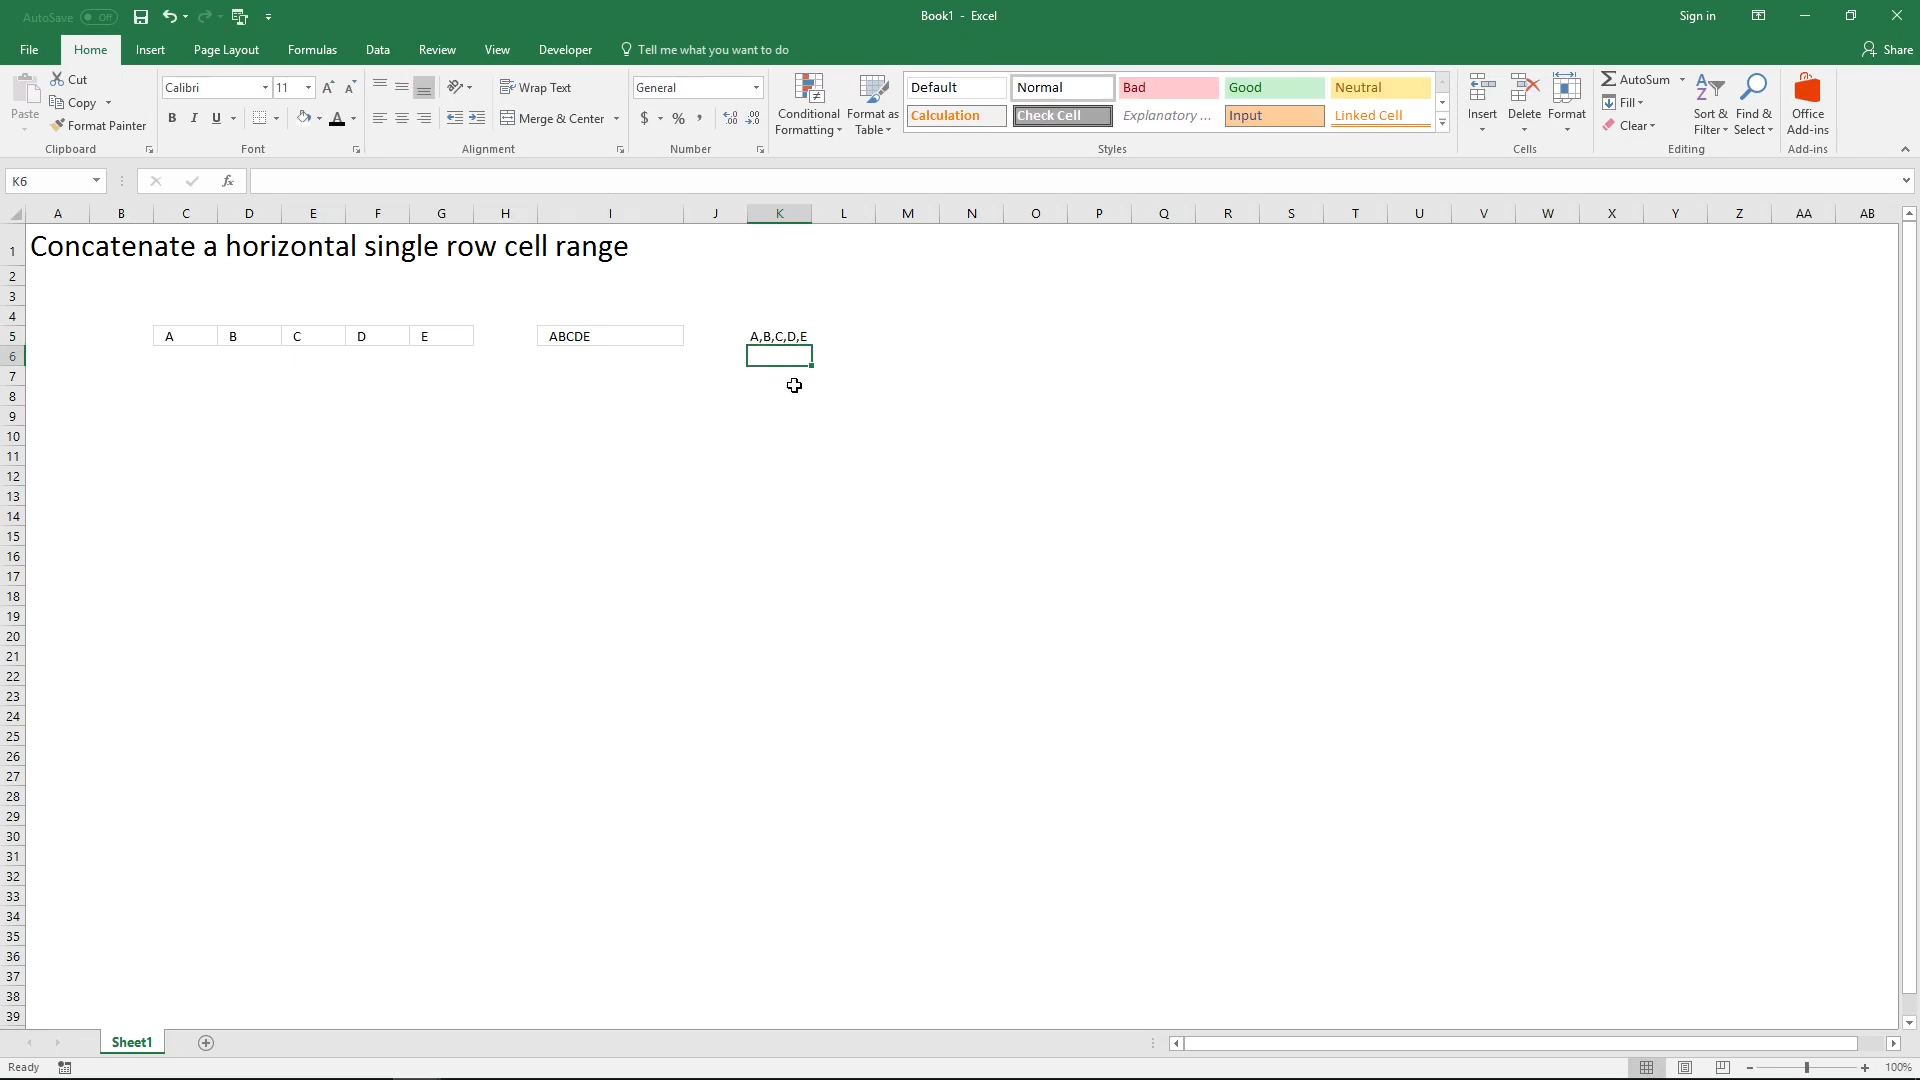 AutoSave Off Book1 - Excel Sign in
File Home Insert Page Layout Formulas Data Review View Developer Tell me what you want to do Share
Paste Cut Copy Format Painter Clipboard
Calibri 11 A A B I U A Font
ab Wrap Text Merge & Center Alignment
General $ % , .00 Number
Conditional Formatting Format as Table Default Normal Bad Good Neutral
Calculation Check Cell Explanatory ... Input Linked Cell Styles
Insert Delete Format Cells
AutoSum Fill Clear Sort & Filter Find & Select Editing
Office Add-ins Add-ins
K6 fx
A B C D E F G H I J K L M N O P Q R S T U V W X Y Z AA AB
1 Concatenate a horizontal single row cell range
2
3
4
5 A B C D E ABCDE A,B,C,D,E
6
7
8
9
10
11
12
13
14
15
16
17
18
19
20
21
22
23
24
25
26
27
28
29
30
31
32
33
34
35
36
37
38
39
Sheet1
Ready 100%